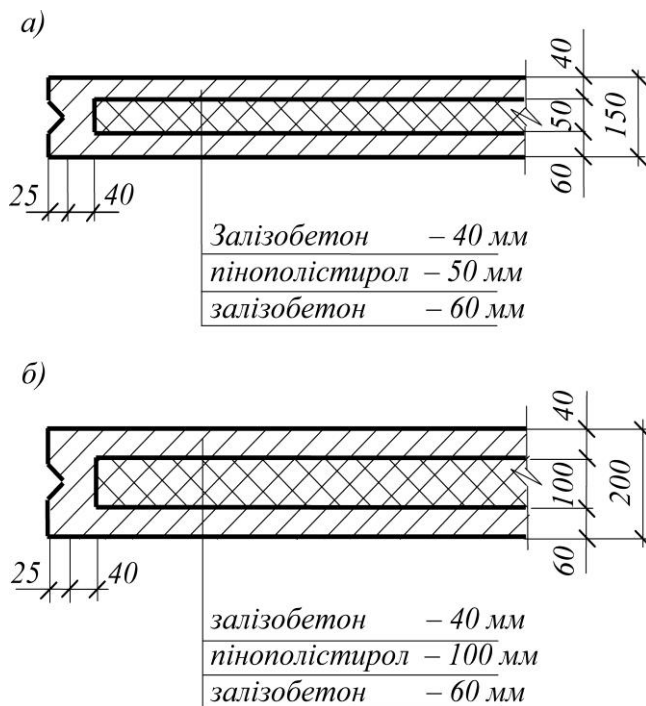 а)
40
50
150
60
25
40
Залізобетон – 40 мм
пінополістирол – 50 мм
залізобетон – 60 мм
б)
40
100
200
60
25
40
залізобетон – 40 мм
пінополістирол – 100 мм
залізобетон – 60 мм